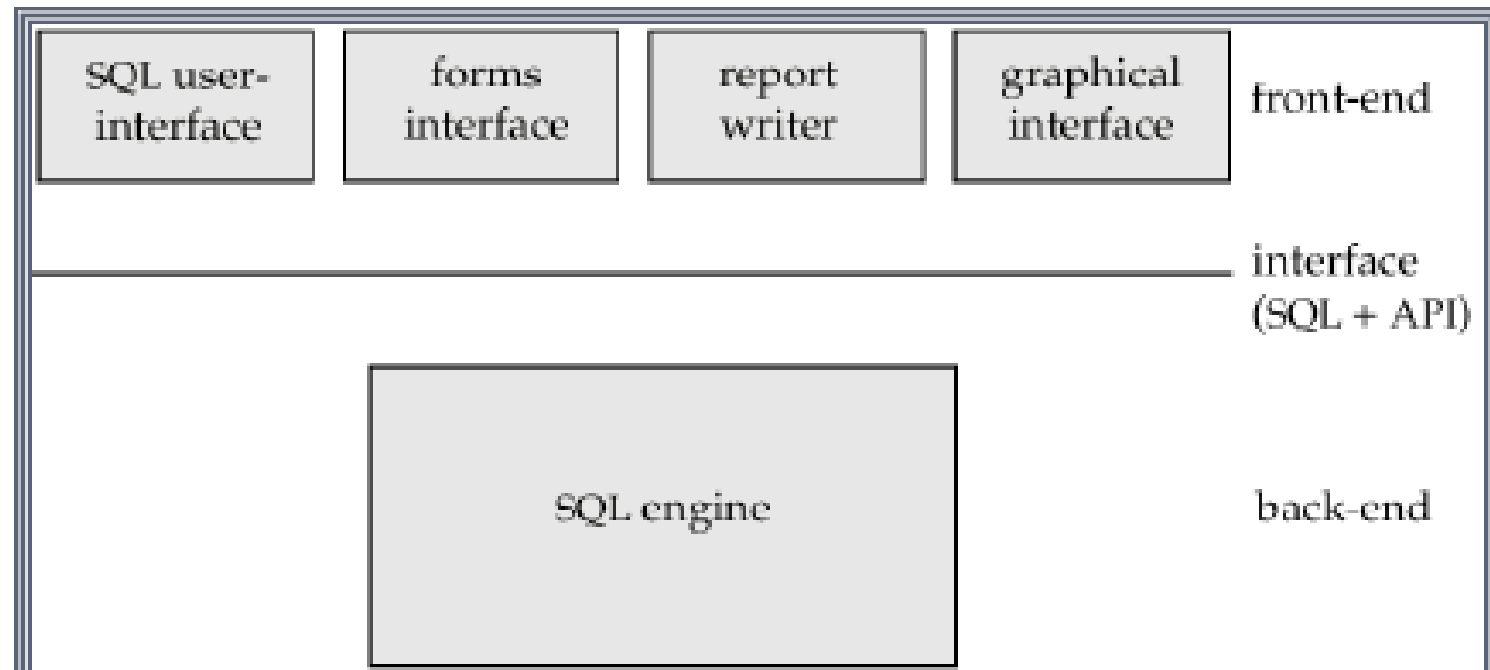 SQL user-
interface
forms
interface
report
writer
graphical
interface
front-end
interface
(SQL + API)
SQL engine
back-end